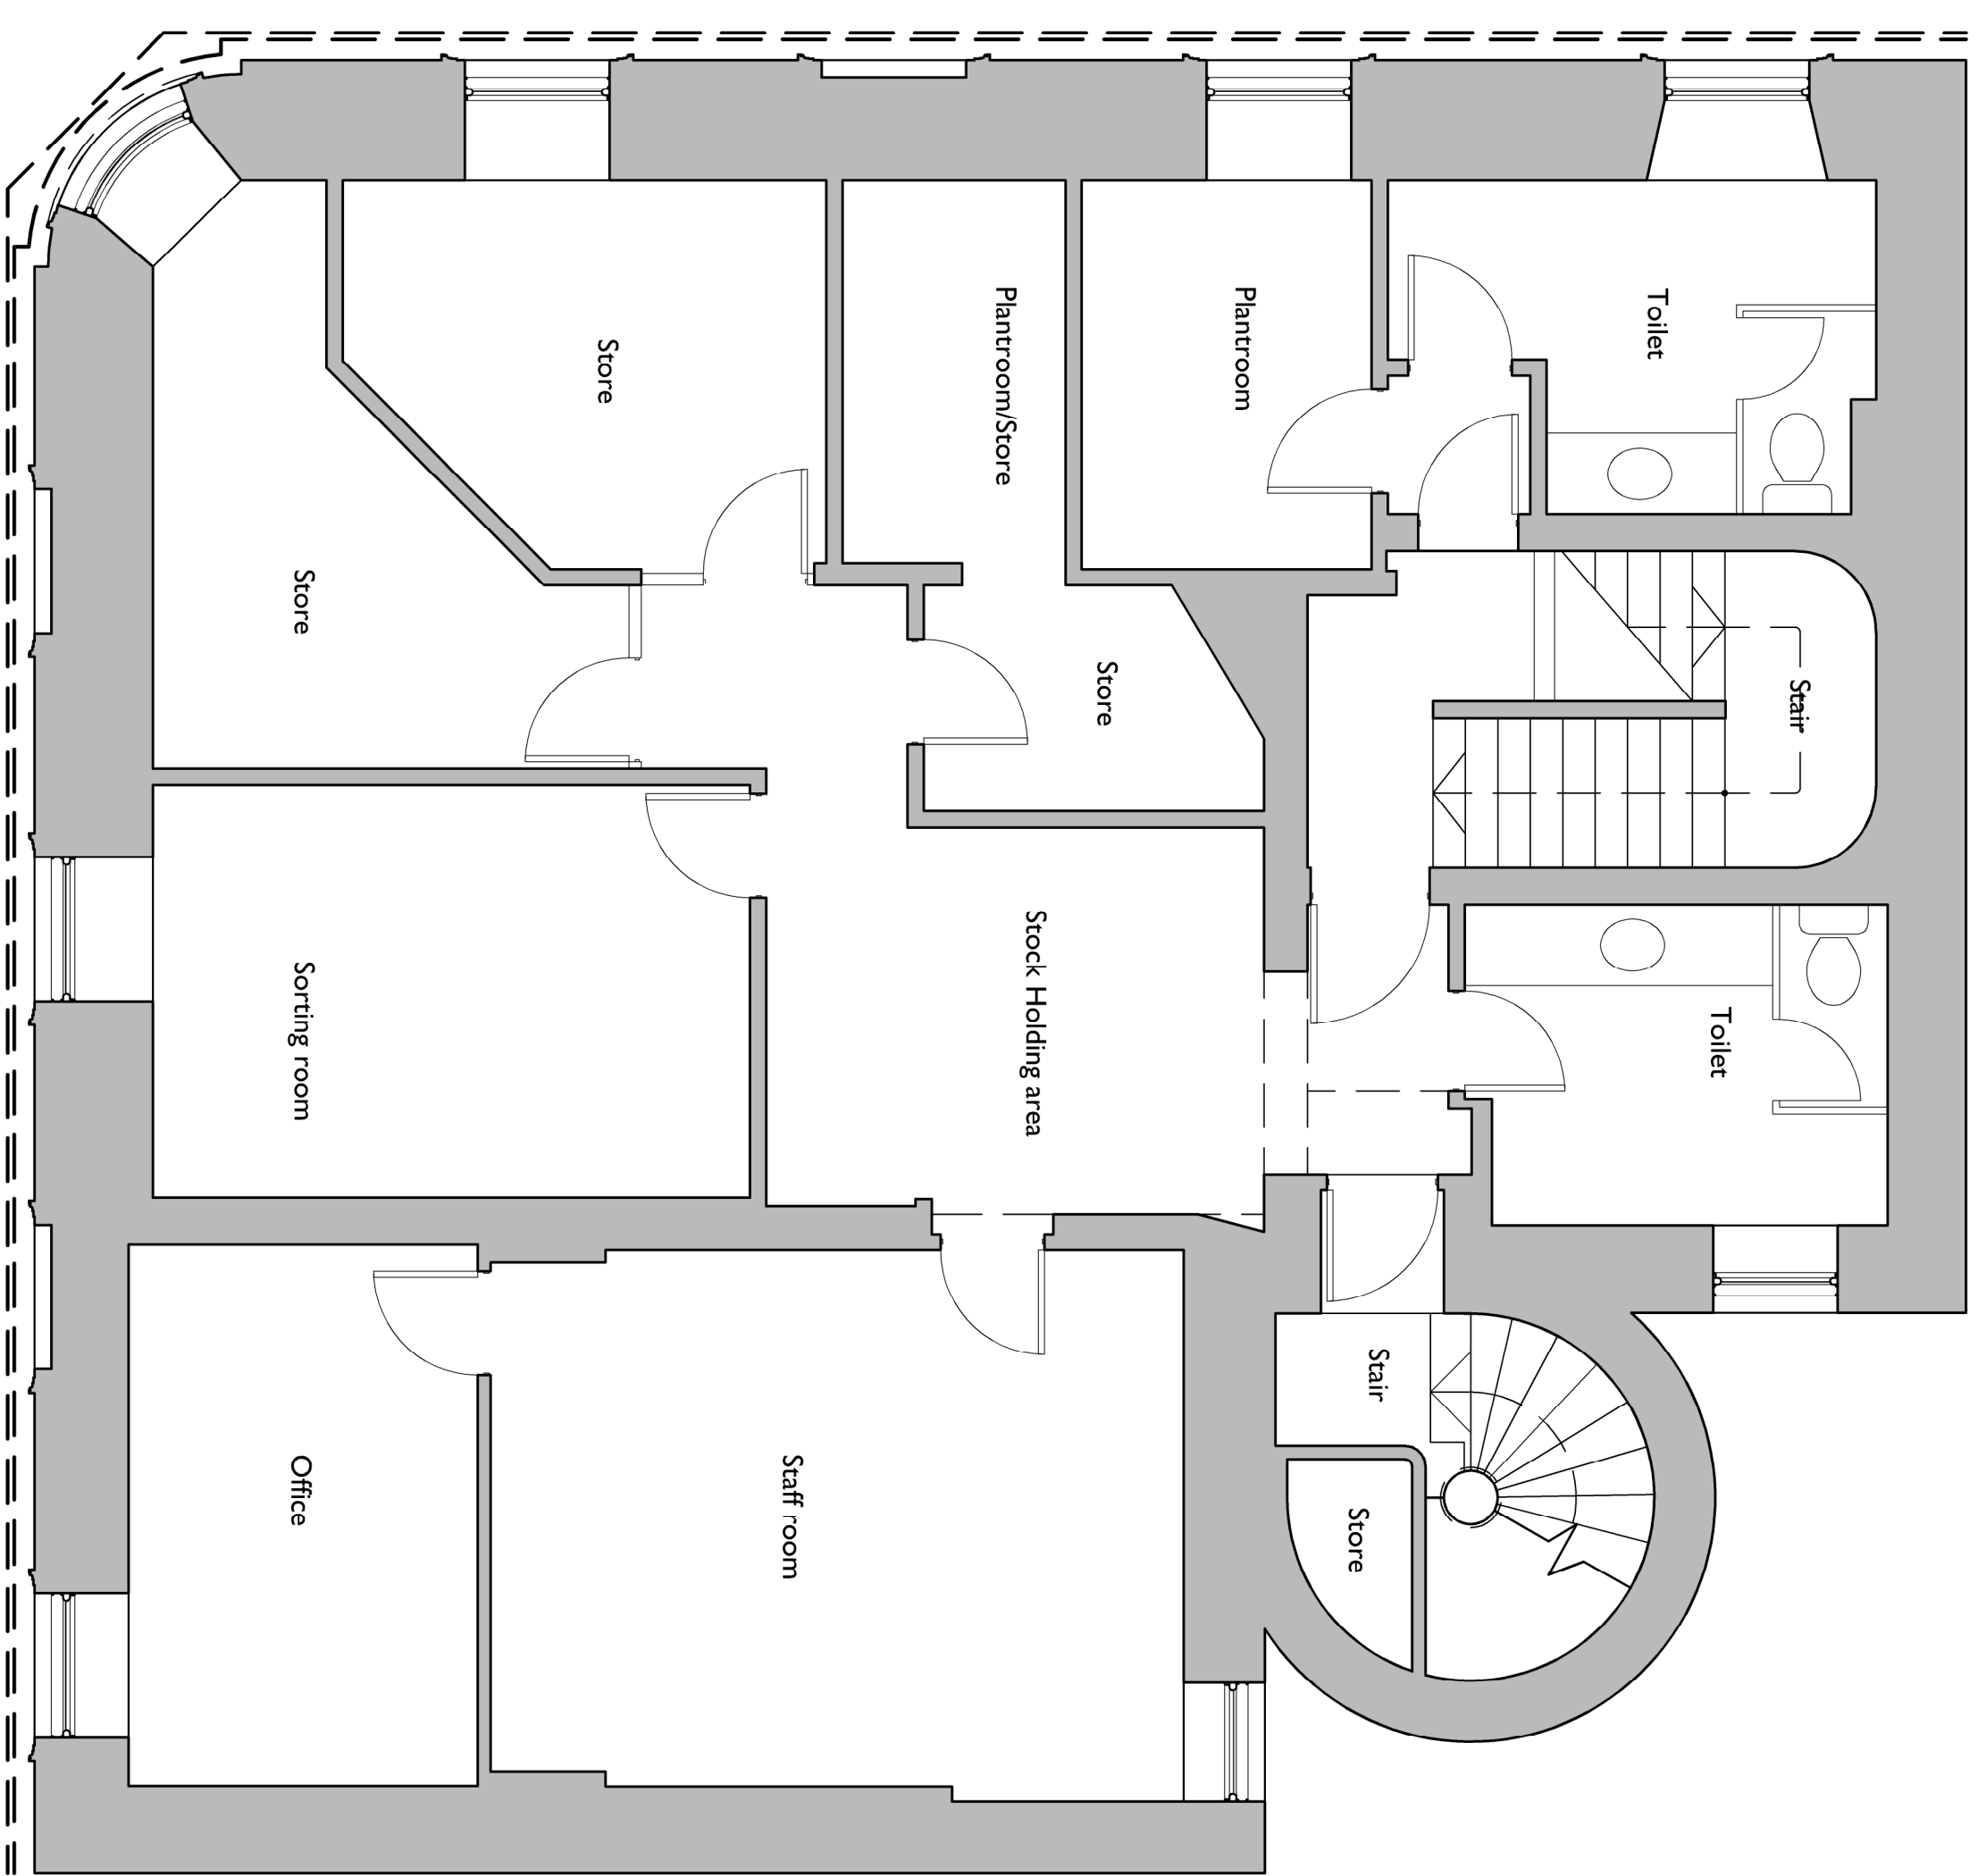 Toilet
Plantroom
Plantroom/Store
Store
Store
Store
Stair
Toilet
Stock Holding area
Sorting room
Stair
Store
Staff room
Office